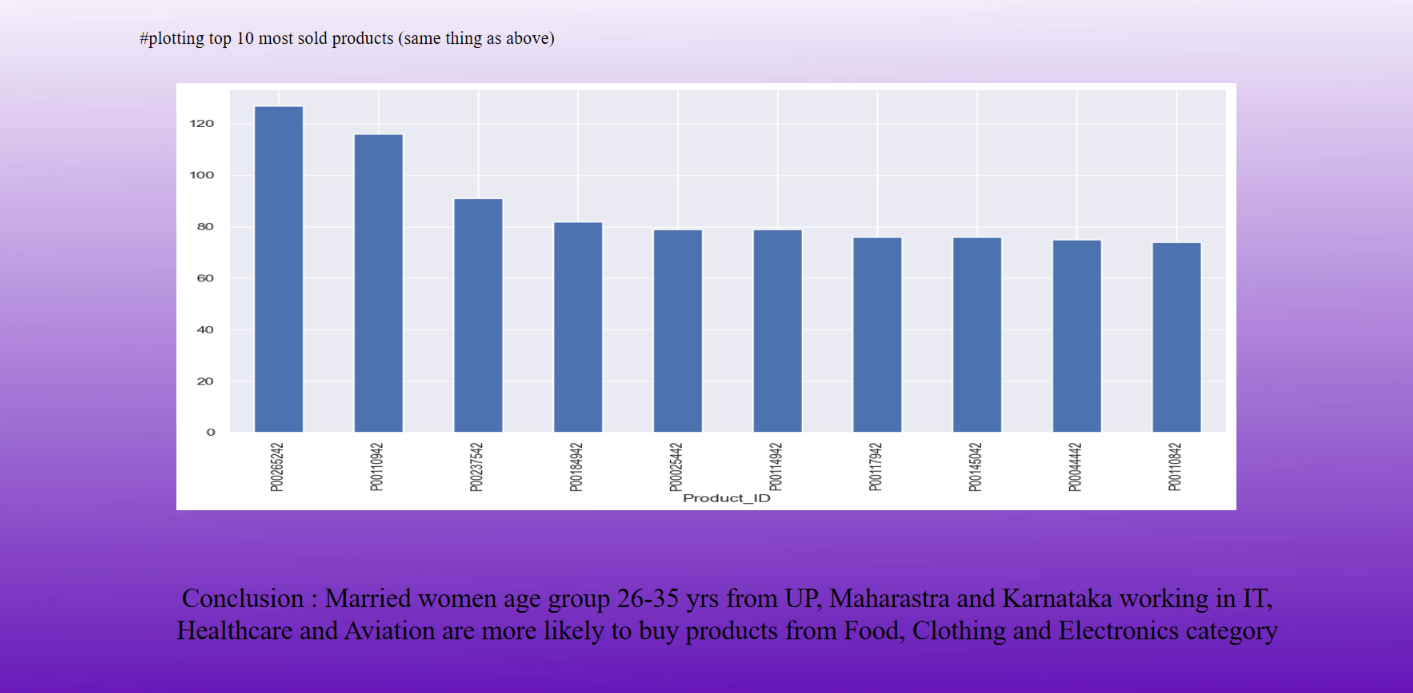 #plotting top 10 most sold products (same thing as above)
120
100
80
60
40
20
0
P00265242
P00110942
P00237542
P00184942
P00025442
P00114942
P00117942
P00145042
P00044442
P00110842
Product_ID
Conclusion : Married women age group 26-35 yrs from UP, Maharastra and Karnataka working in IT,
Healthcare and Aviation are more likely to buy products from Food, Clothing and Electronics category